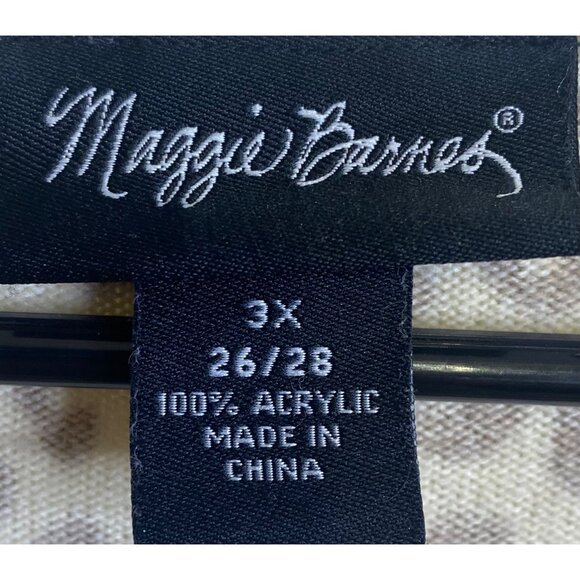 Maggie Barnes®
3X
26/28
100% ACRYLIC
MADE IN
CHINA